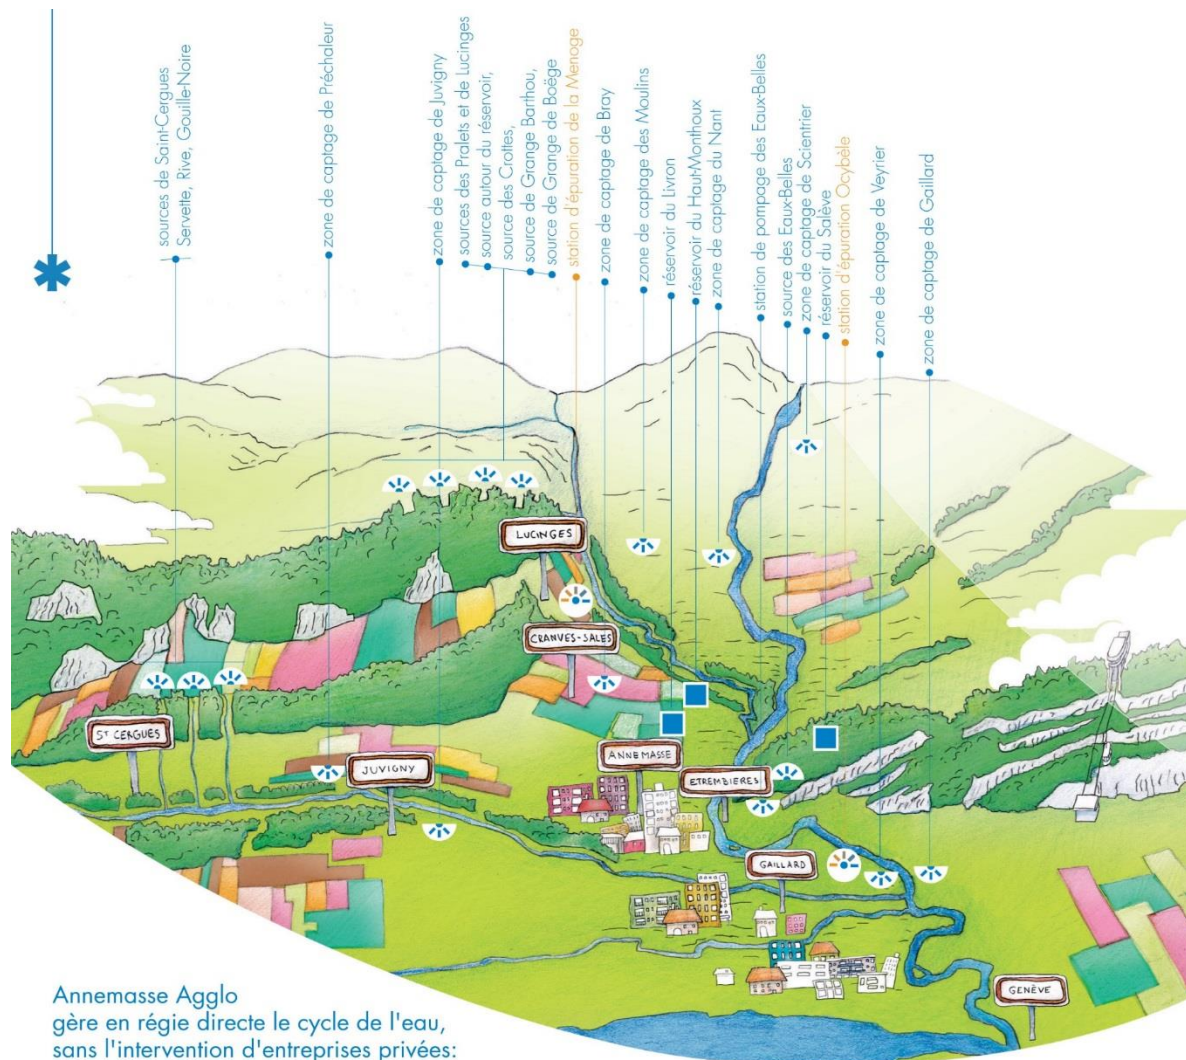 sources de Saint-Cergues
Servette, Rive, Gouille-Noire
zone de captage de Préchaleur
zone de captage de Juvigny
sources des Pralets et de Lucinges
source autour du réservoir,
source des Crottes,
source de Grange Barthou,
source de Grange de Boëge
station d'épuration de la Menoge
zone de captage de Bray
zone de captage des Moulins
réservoir du Livron
réservoir du Haut-Monthoux
zone de captage du Nant
station de pompage des Eaux-Belles
source des Eaux-Belles
zone de captage de Scientrier
réservoir du Salève
station d'épuration Ocybèle
zone de captage de Veyrier
zone de captage de Gaillard
LUCINGES
CRANVES-SALES
ST CERGUES
JUVIGNY
ANNEMASSE
ETREMBIERES
GAILLARD
GENÈVE
Annemasse Agglo
gère en régie directe le cycle de l'eau,
sans l'intervention d'entreprises privées: